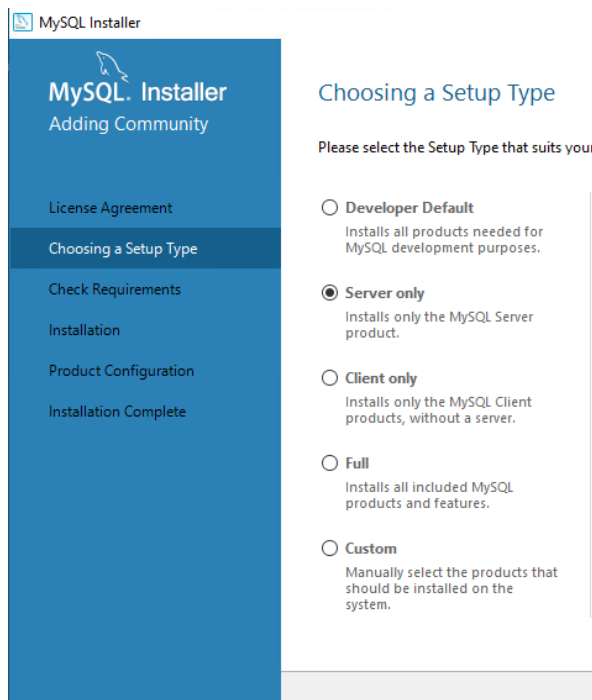 MySQL Installer
MySQL. Installer
Adding Community
License Agreement
Choosing a Setup Type
Check Requirements
Installation
Product Configuration
Installation Complete
Choosing a Setup Type
Please select the Setup Type that suits your
Developer Default
Installs all products needed for
MySQL development purposes.
Server only
Installs only the MySQL Server
product.
Client only
Installs only the MySQL Client
products, without a server.
Full
Installs all included MySQL
products and features.
Custom
Manually select the products that
should be installed on the
system.